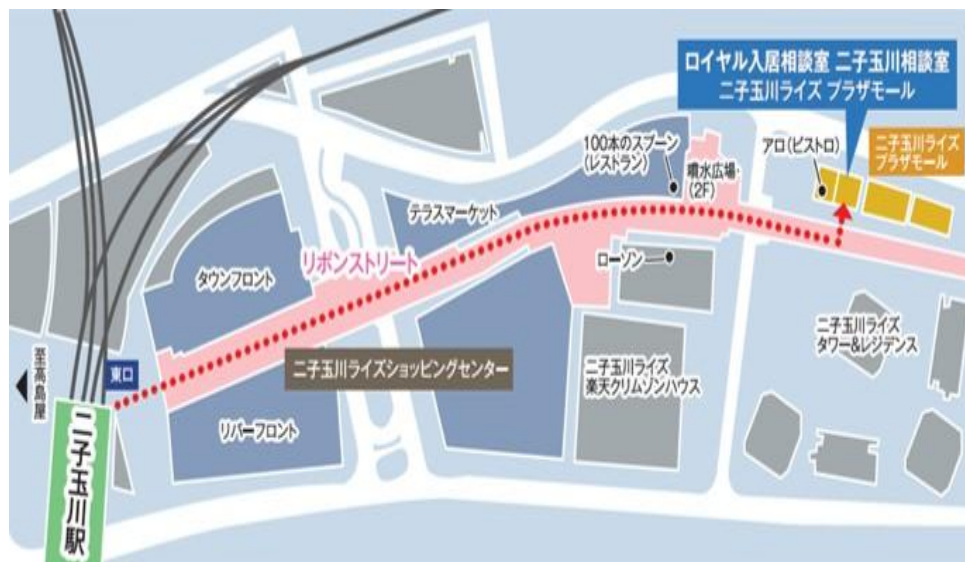 ロイヤル入居相談室 二子玉川相談室
二子玉川ライズ プラザモール
100本のスプーン
(レストラン)
噴水広場
(2F)
アロ(ビストロ)
二子玉川ライズ
プラザモール
テラスマーケット
リボンストリート
タウンフロント
ローソン
二子玉川ライズ
タワー&レジデンス
至高島屋
東口
二子玉川ライズショッピングセンター
二子玉川ライズ
楽天クリムゾンハウス
リバーフロント
二子玉川駅